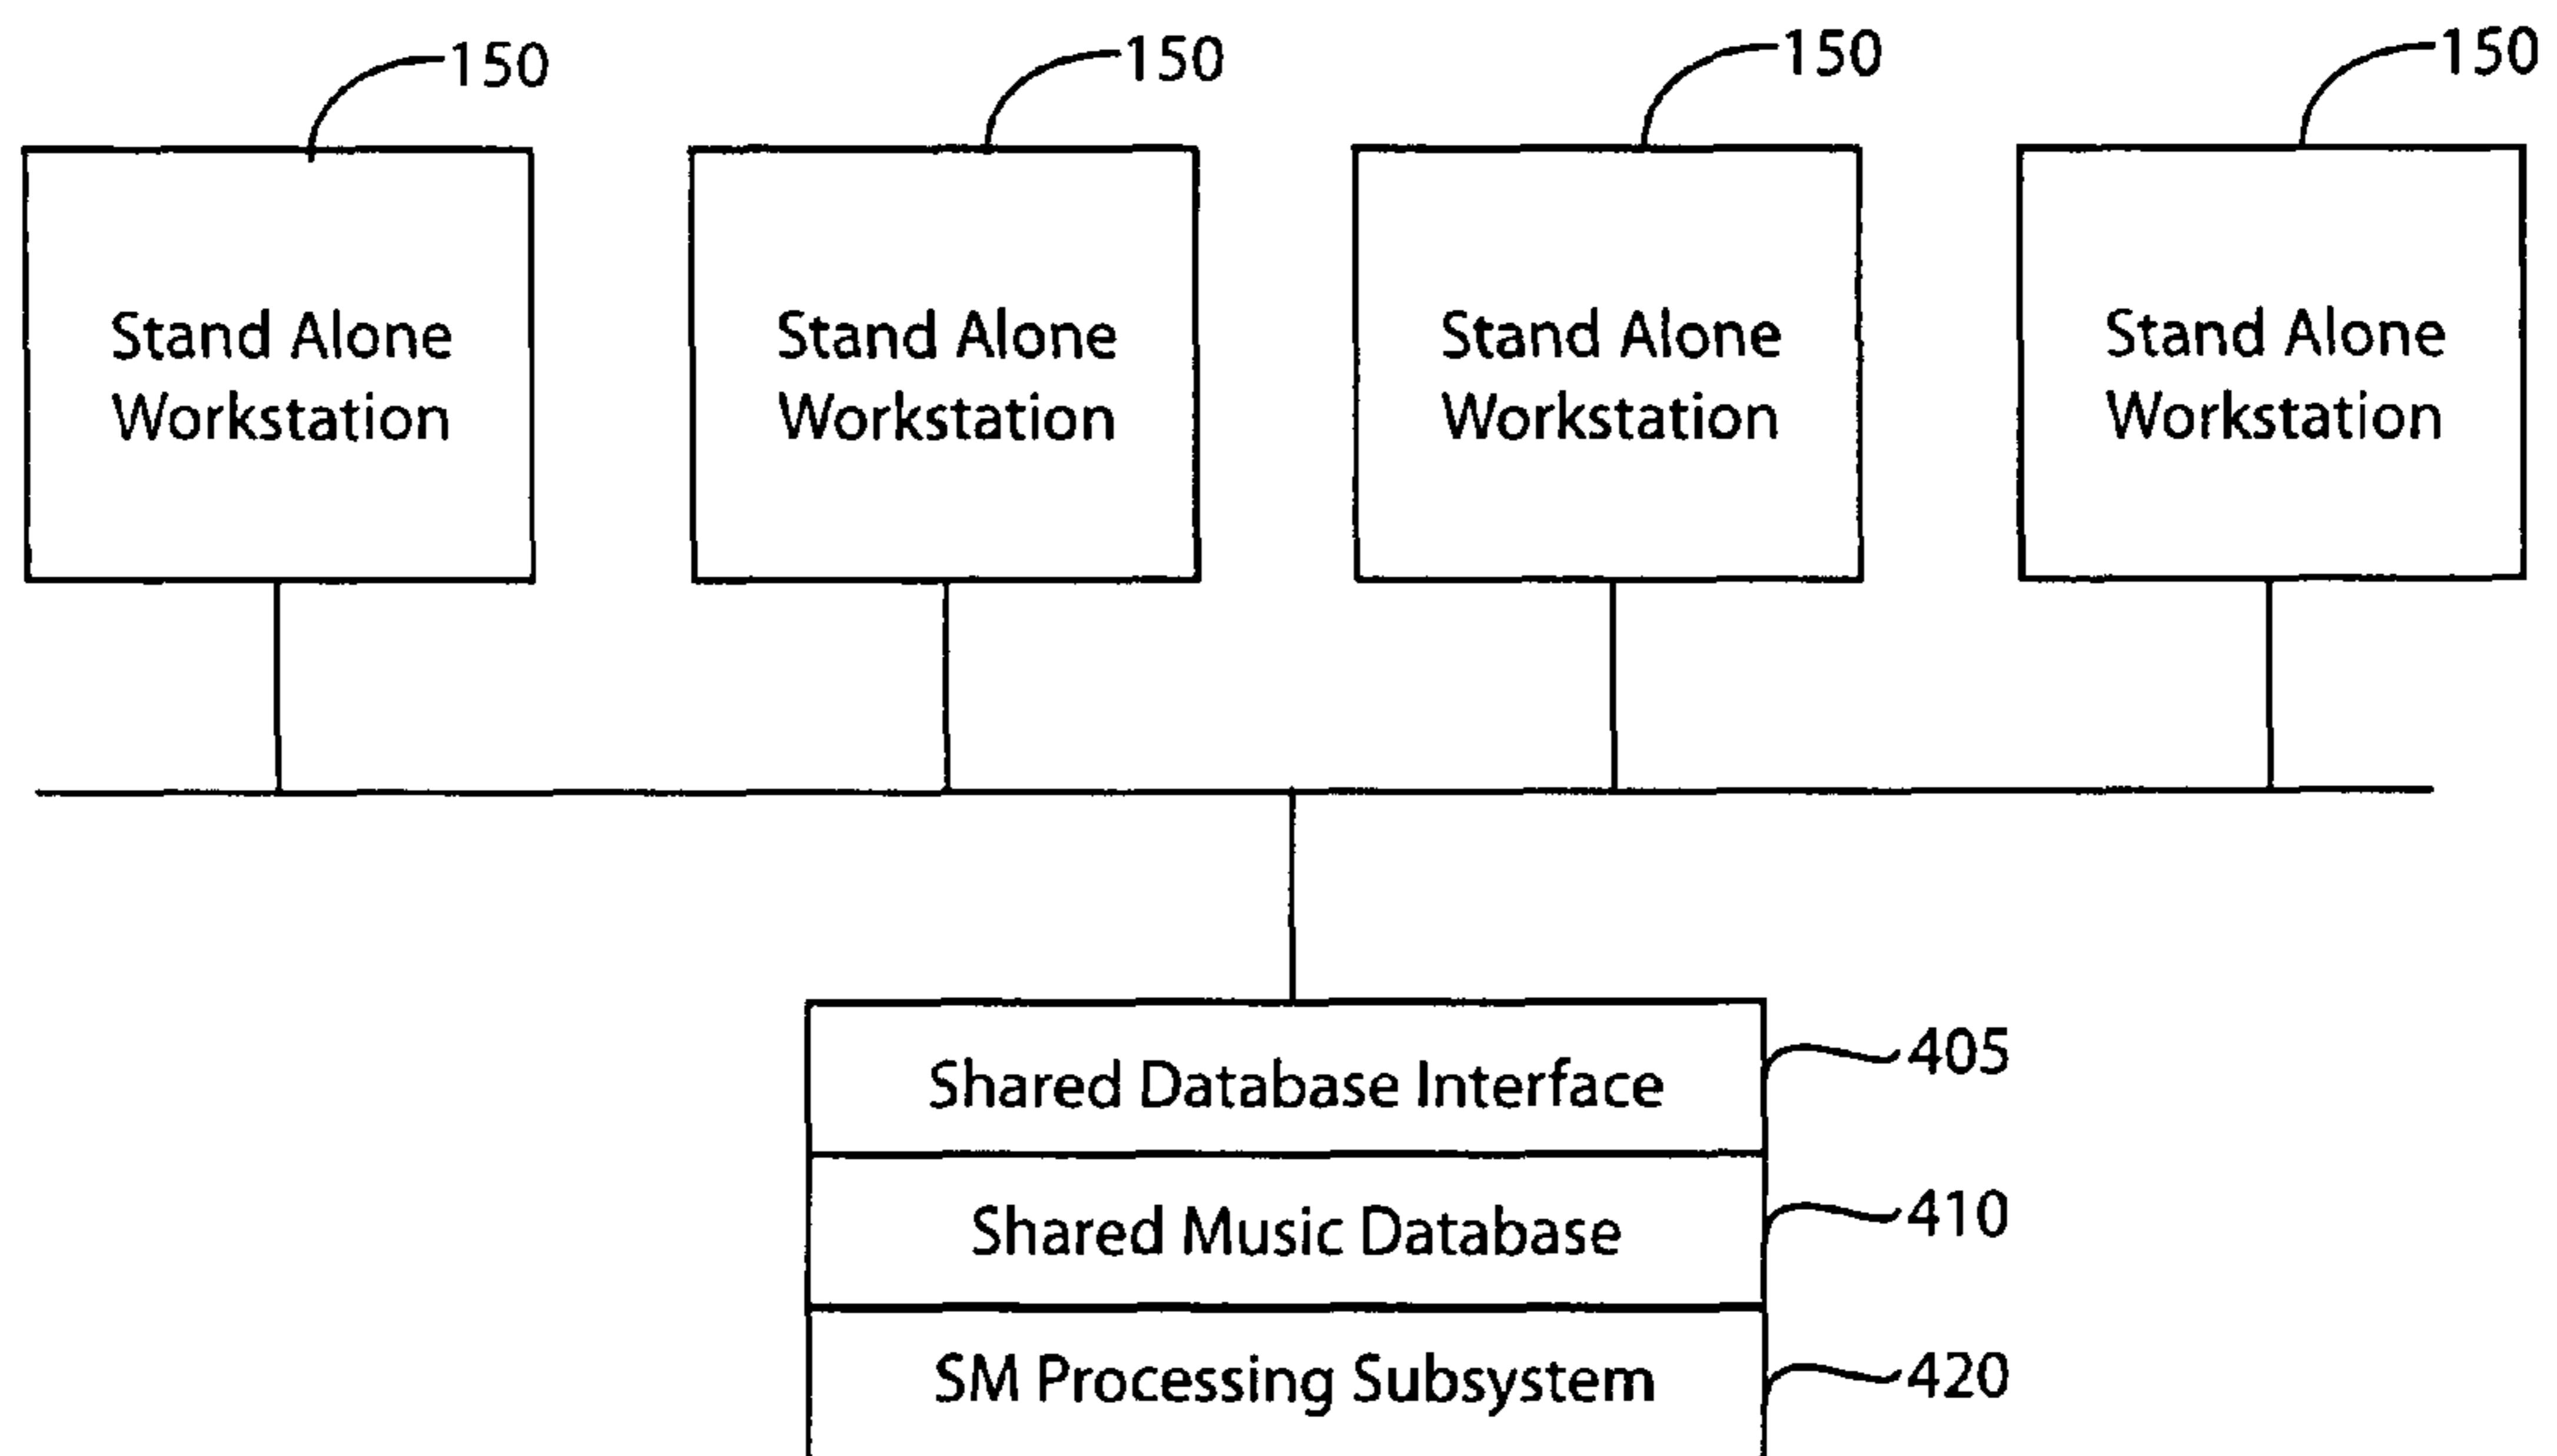 150
150
150
150
Stand Alone
Workstation
Stand Alone
Workstation
Stand Alone
Workstation
Stand Alone
Workstation
Shared Database Interface
405
Shared Music Database
410
SM Processing Subsystem
420